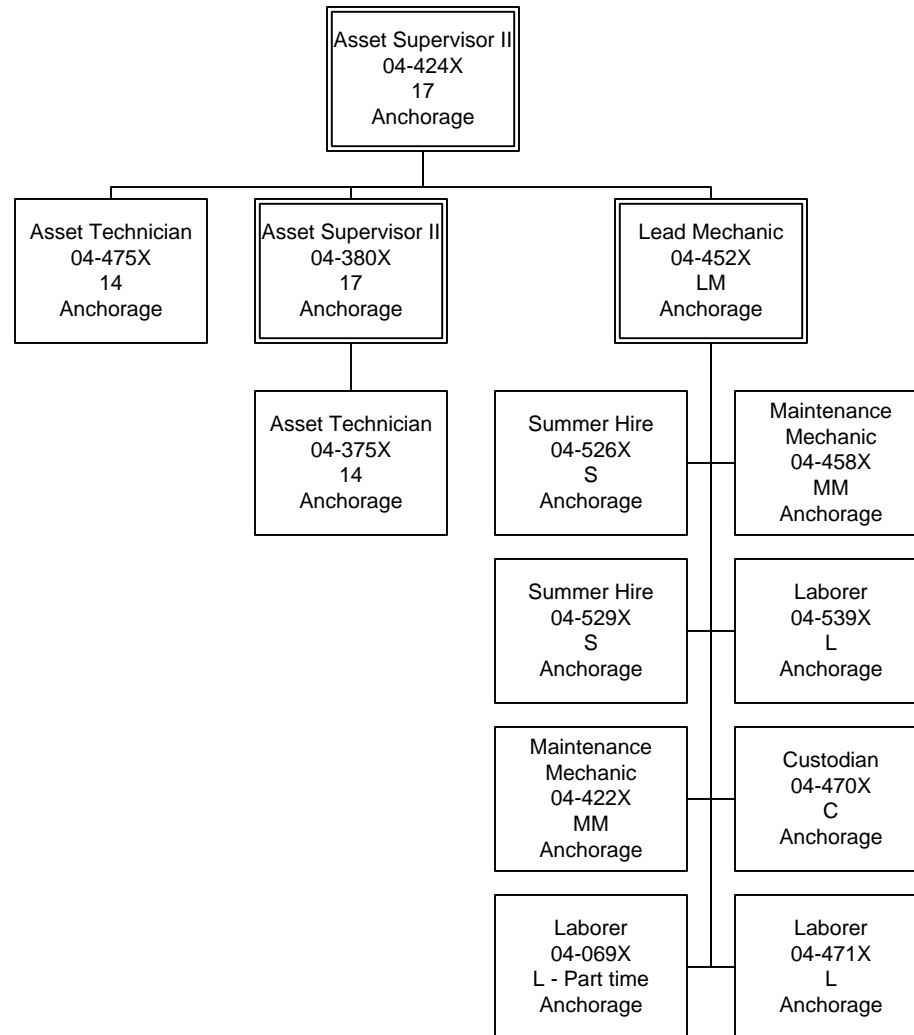 Asset Supervisor II
04-424X
17
Anchorage
Asset Technician
04-475X
14
Anchorage
Asset Supervisor II
04-380X
17
Anchorage
Lead Mechanic
04-452X
LM
Anchorage
Asset Technician
04-375X
14
Anchorage
Summer Hire
04-526X
S
Anchorage
Maintenance
Mechanic
04-458X
MM
Anchorage
Summer Hire
04-529X
S
Anchorage
Laborer
04-539X
L
Anchorage
Maintenance
Mechanic
04-422X
MM
Anchorage
Custodian
04-470X
C
Anchorage
Laborer
04-069X
L - Part time
Anchorage
Laborer
04-471X
L
Anchorage